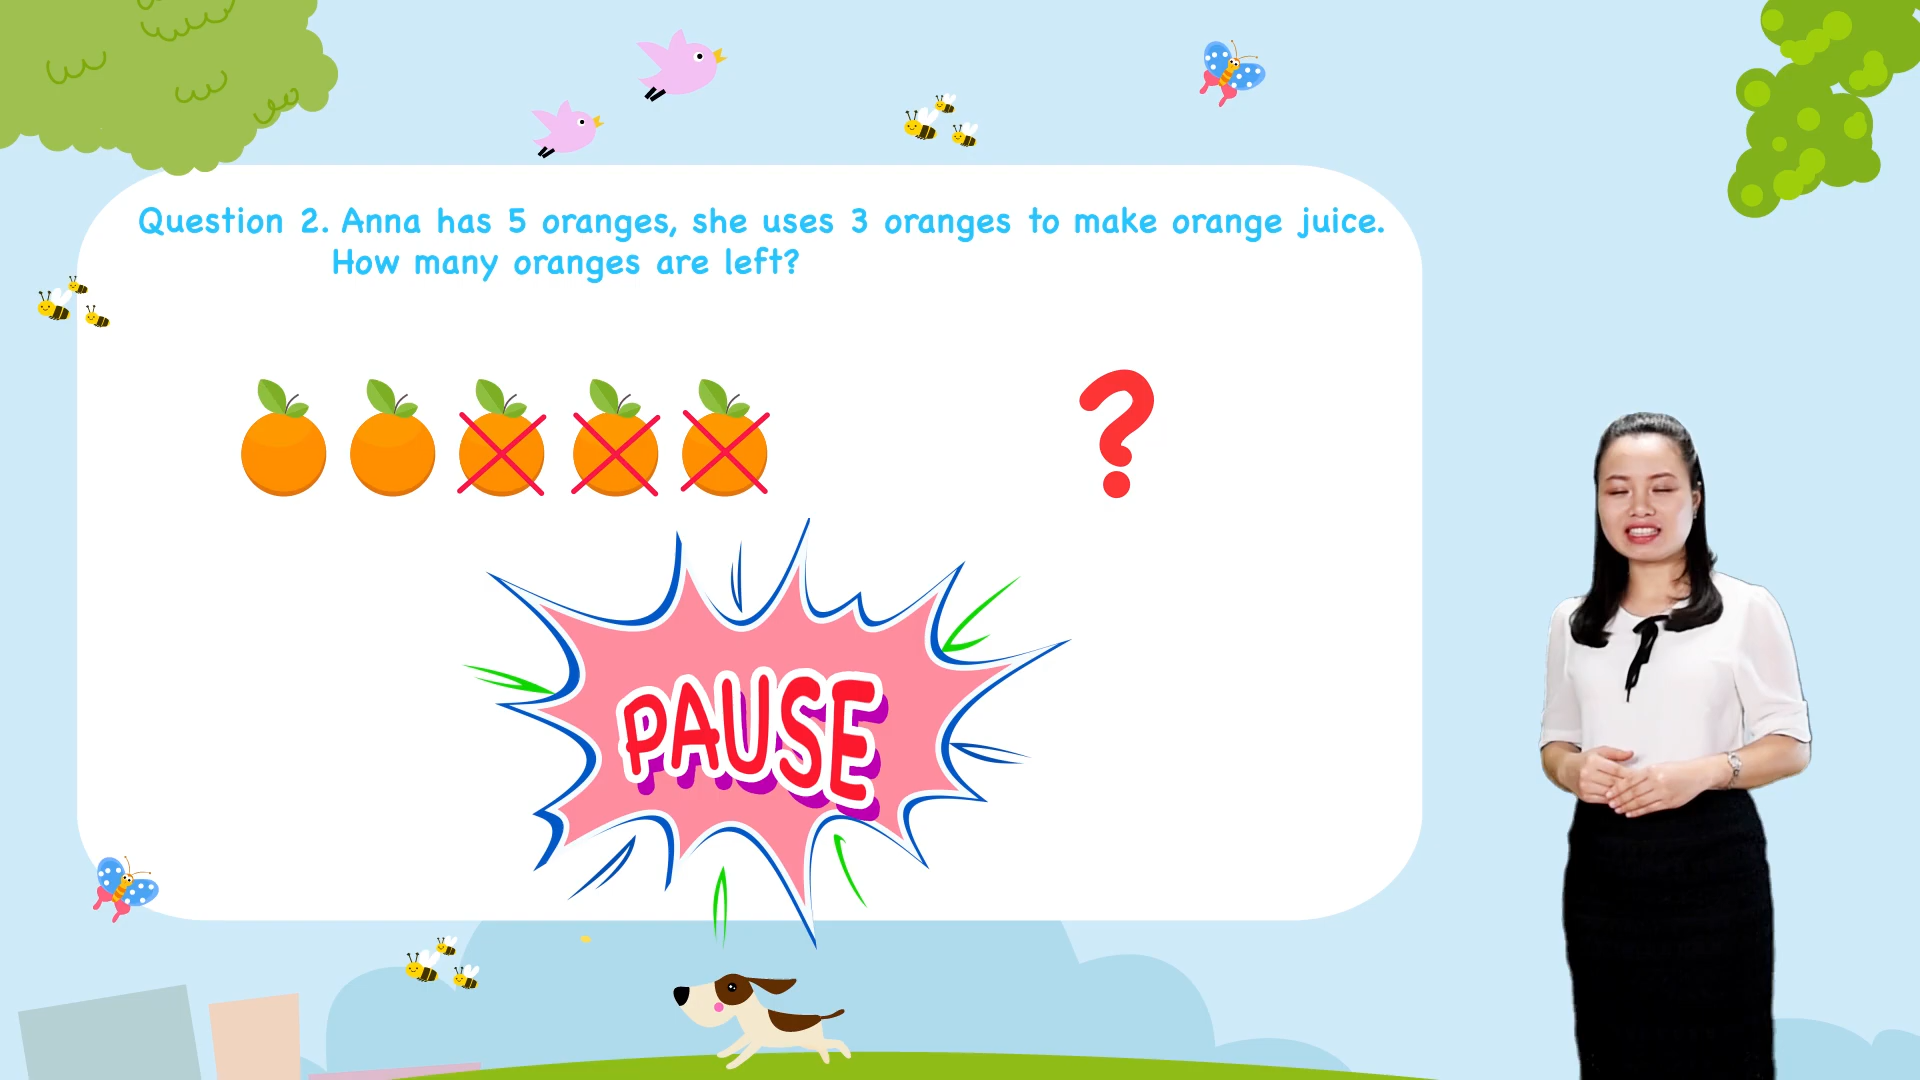 Question 2. Anna has 5 oranges, she uses 3 oranges to make orange juice.
How many oranges are left?
?
PAUSE